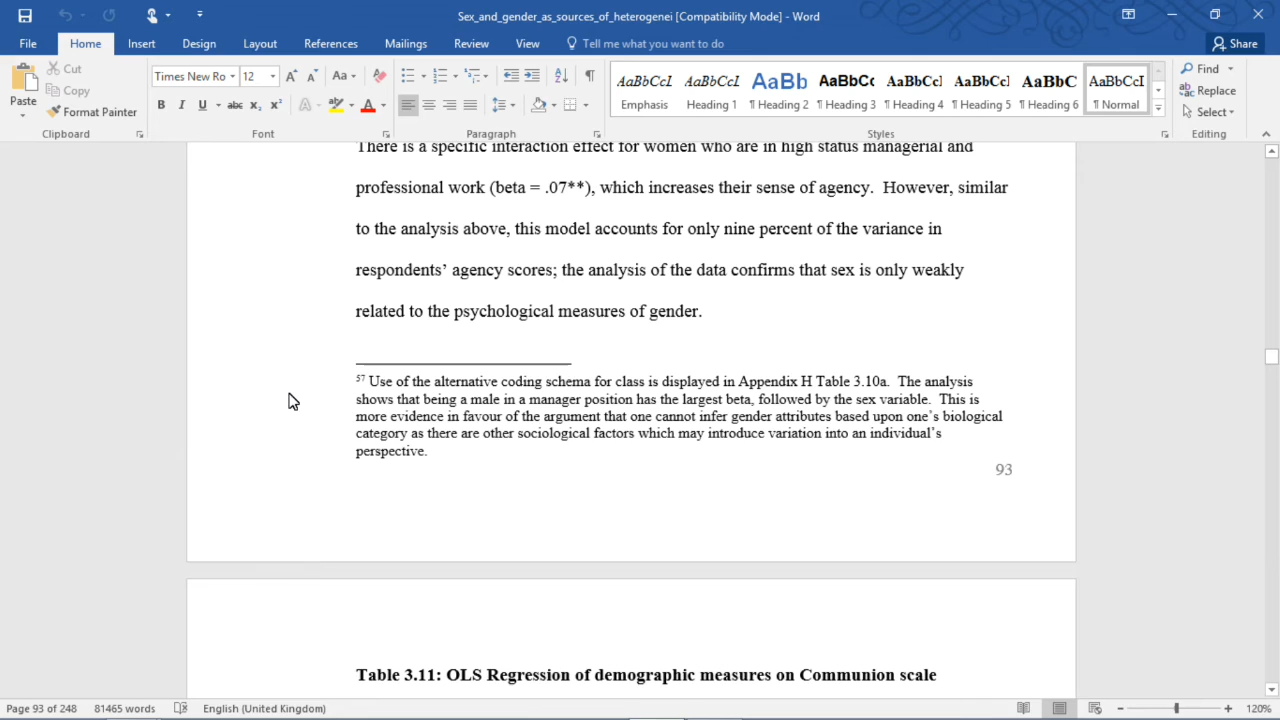 Sex_and_gender_as_sources_of_heterogenei [Compatibility Mode] - Word
File Home Insert Design Layout References Mailings Review View Tell me what you want to do Share
Paste
Cut
Copy
Format Painter
Clipboard
Times New Ro 12
Aa
B I U abc x₂ x² A
Font
Paragraph
AaBbCcI AaBbCcI AaBb AaBbCc AaBbCcI AaBbCcI AaBbC AaBbCcI
Emphasis Heading 1 ¶ Heading 2 ¶ Heading 3 ¶ Heading 4 ¶ Heading 5 ¶ Heading 6 ¶ Normal
Styles
Find
Replace
Select
Editing
There is a specific interaction effect for women who are in high status managerial and
professional work (beta = .07**), which increases their sense of agency. However, similar
to the analysis above, this model accounts for only nine percent of the variance in
respondents’ agency scores; the analysis of the data confirms that sex is only weakly
related to the psychological measures of gender.
57 Use of the alternative coding schema for class is displayed in Appendix H Table 3.10a. The analysis
shows that being a male in a manager position has the largest beta, followed by the sex variable. This is
more evidence in favour of the argument that one cannot infer gender attributes based upon one’s biological
category as there are other sociological factors which may introduce variation into an individual’s
perspective.
93
Table 3.11: OLS Regression of demographic measures on Communion scale
Page 93 of 248 81465 words English (United Kingdom) 120%